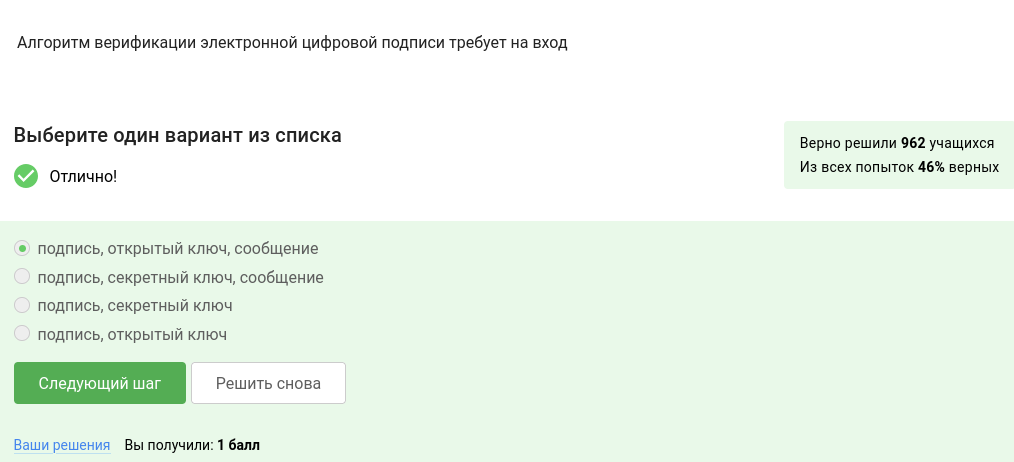 Алгоритм верификации электронной цифровой подписи требует на вход
Выберите один вариант из списка
Верно решили 962 учащихся
Из всех попыток 46% верных
Отлично!
подпись, открытый ключ, сообщение
подпись, секретный ключ, сообщение
подпись, секретный ключ
подпись, открытый ключ
Следующий шаг Решить снова
Ваши решения Вы получили: 1 балл